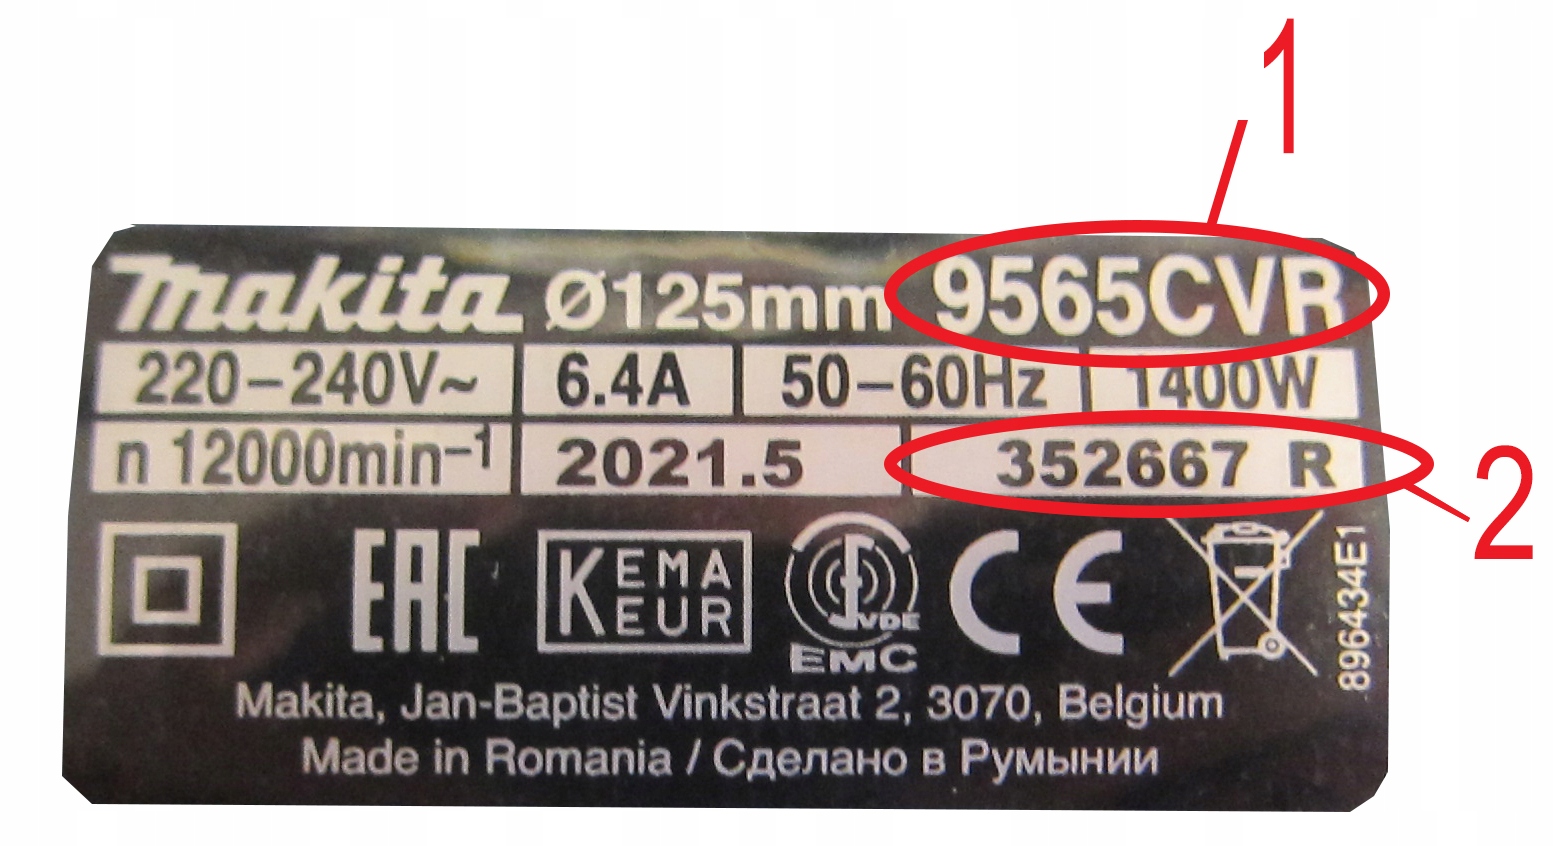 1
makita Ø125mm 9565CVR
220–240V~ 6.4A 50–60Hz 1400W
n 12000min⁻¹ 2021.5 352667 R
2
EAC KEMA KEUR VDE EMC CE
896434E1
Makita, Jan-Baptist Vinkstraat 2, 3070, Belgium
Made in Romania / Сделано в Румынии